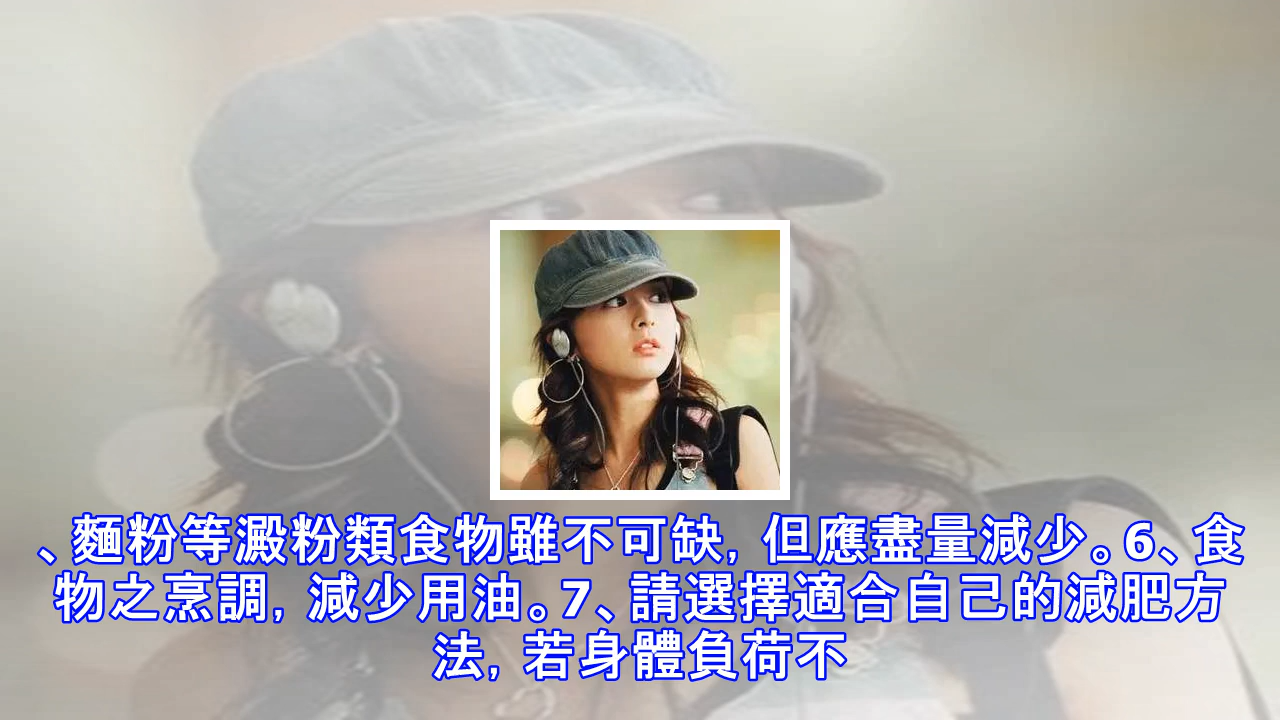 、麵粉等澱粉類食物雖不可缺, 但應盡量減少。6、食
物之烹調, 減少用油。7、請選擇適合自己的減肥方
法, 若身體負荷不